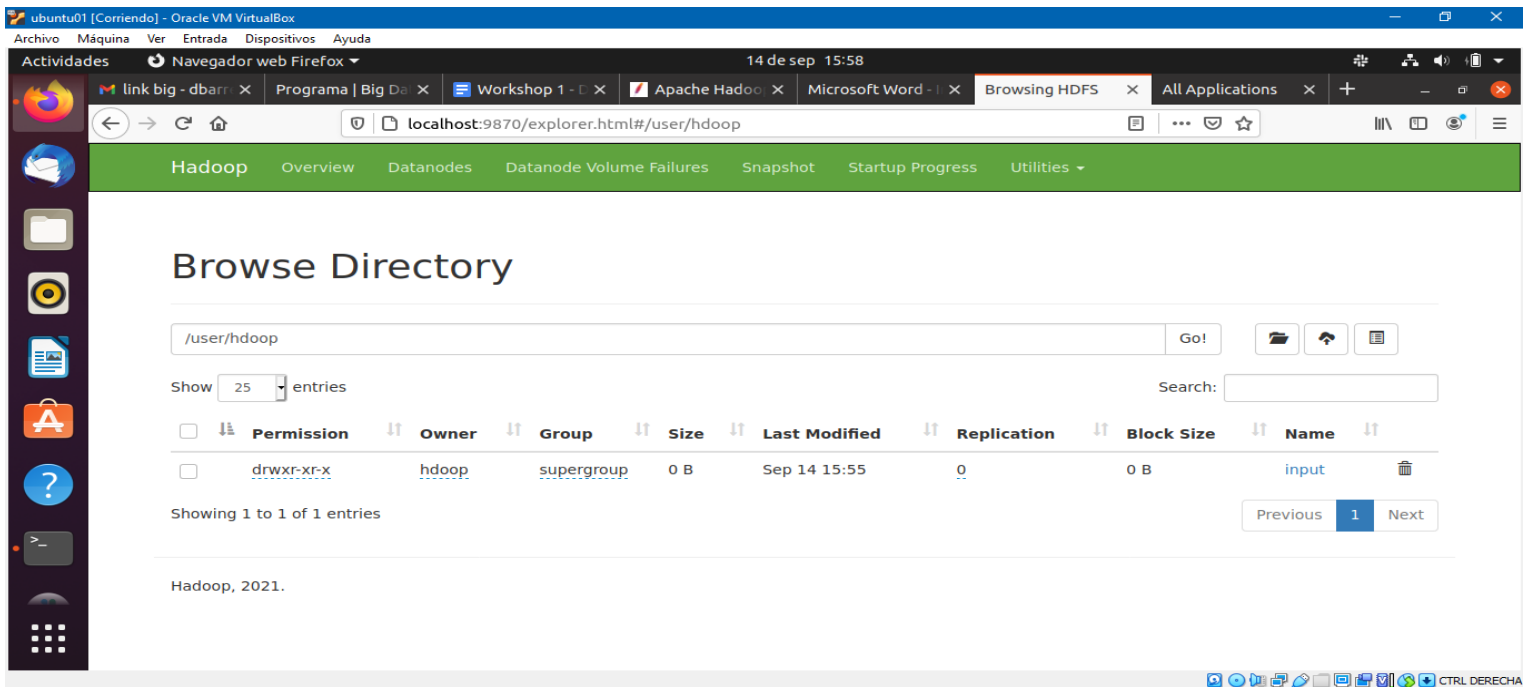 ubuntu01 [Corriendo] - Oracle VM VirtualBox
Archivo Máquina Ver Entrada Dispositivos Ayuda
Actividades Navegador web Firefox 14 de sep 15:58
link big - dbarr Programa | Big Da Workshop 1 - D Apache Hadoo Microsoft Word - Browsing HDFS All Applications
localhost:9870/explorer.html#/user/hdoop
Hadoop Overview Datanodes Datanode Volume Failures Snapshot Startup Progress Utilities
Browse Directory
/user/hdoop Go!
Show 25 entries Search:
Permission Owner Group Size Last Modified Replication Block Size Name
drwxr-xr-x hdoop supergroup 0 B Sep 14 15:55 0 0 B input
Showing 1 to 1 of 1 entries Previous 1 Next
Hadoop, 2021.
CTRL DERECHA